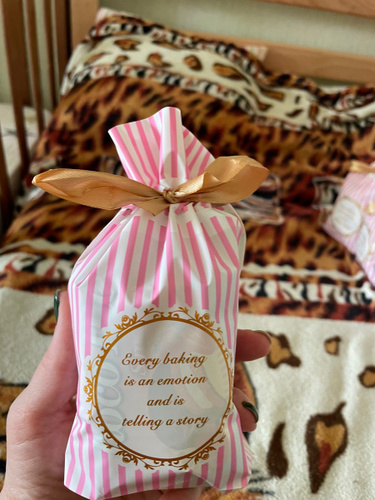 Every baking
is an emotion
and is
telling a story